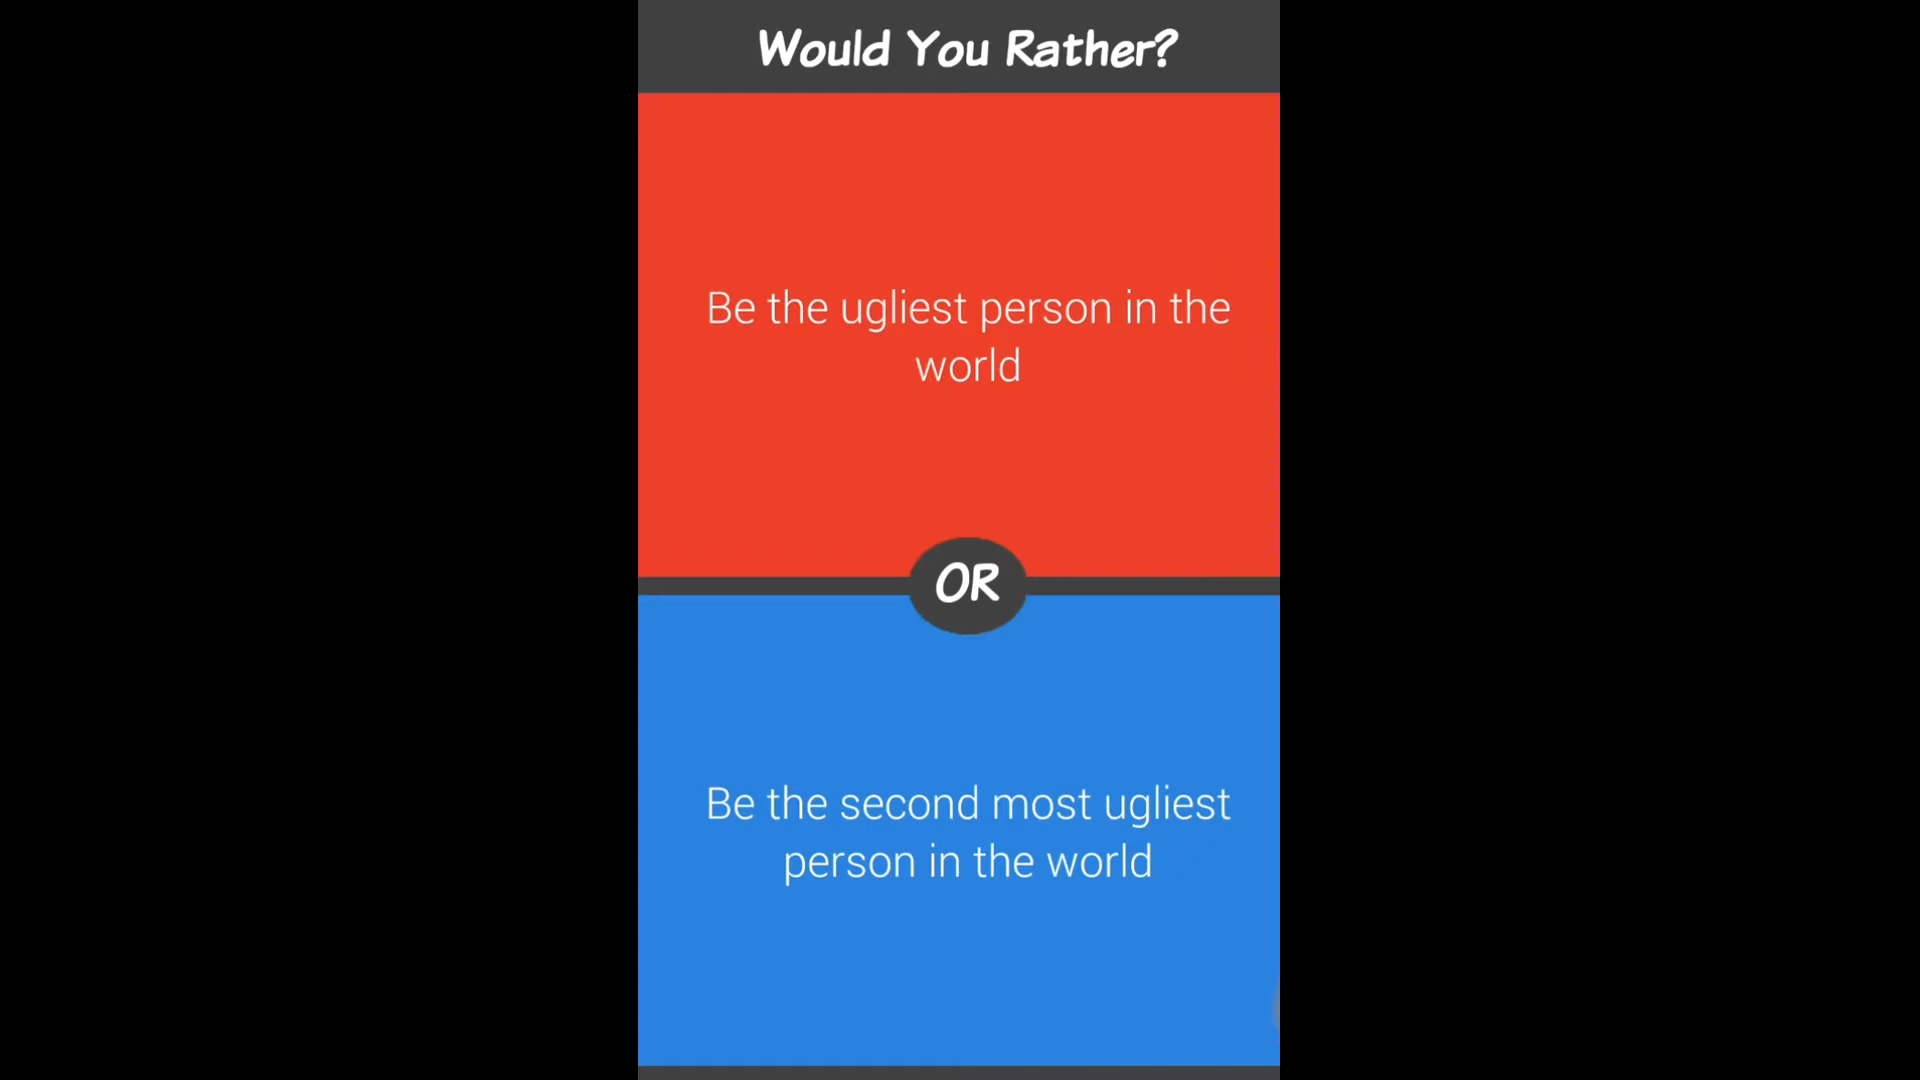 Would You Rather?
Be the ugliest person in the
world
OR
Be the second most ugliest
person in the world